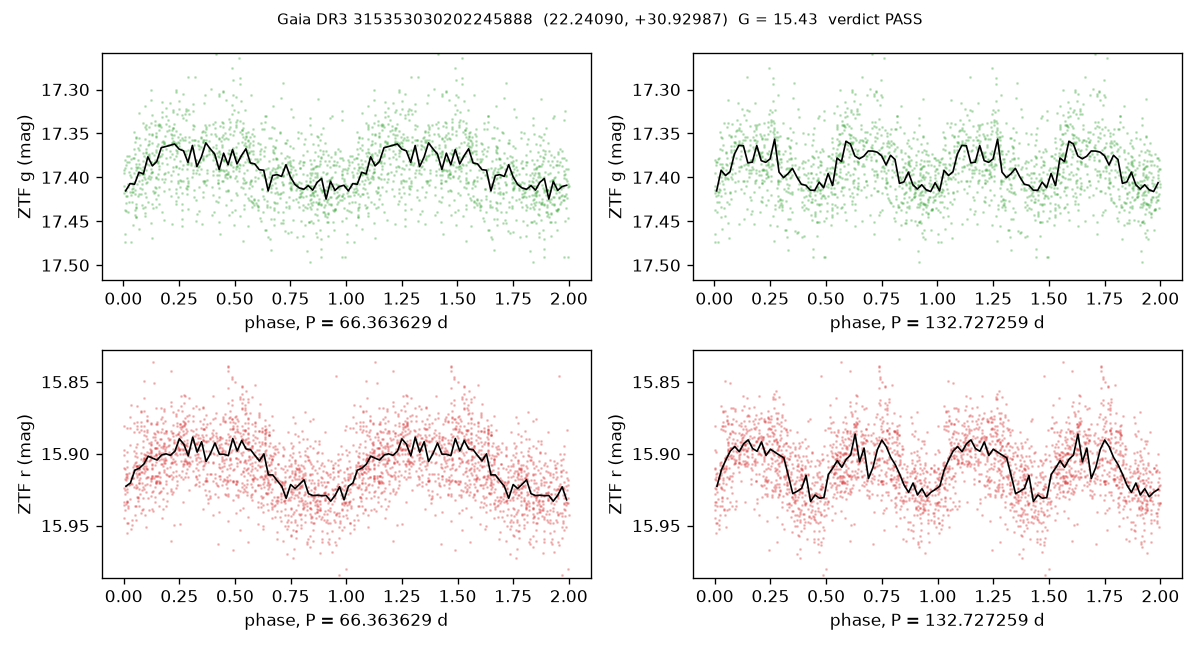 Gaia DR3 315353030202245888 (22.24090, +30.92987) G = 15.43 verdict PASS
ZTF g (mag)
17.30
17.35
17.40
17.45
17.50
0.00 0.25 0.50 0.75 1.00 1.25 1.50 1.75 2.00
phase, P = 66.363629 d
ZTF g (mag)
17.30
17.35
17.40
17.45
17.50
0.00 0.25 0.50 0.75 1.00 1.25 1.50 1.75 2.00
phase, P = 132.727259 d
ZTF r (mag)
15.85
15.90
15.95
0.00 0.25 0.50 0.75 1.00 1.25 1.50 1.75 2.00
phase, P = 66.363629 d
ZTF r (mag)
15.85
15.90
15.95
0.00 0.25 0.50 0.75 1.00 1.25 1.50 1.75 2.00
phase, P = 132.727259 d